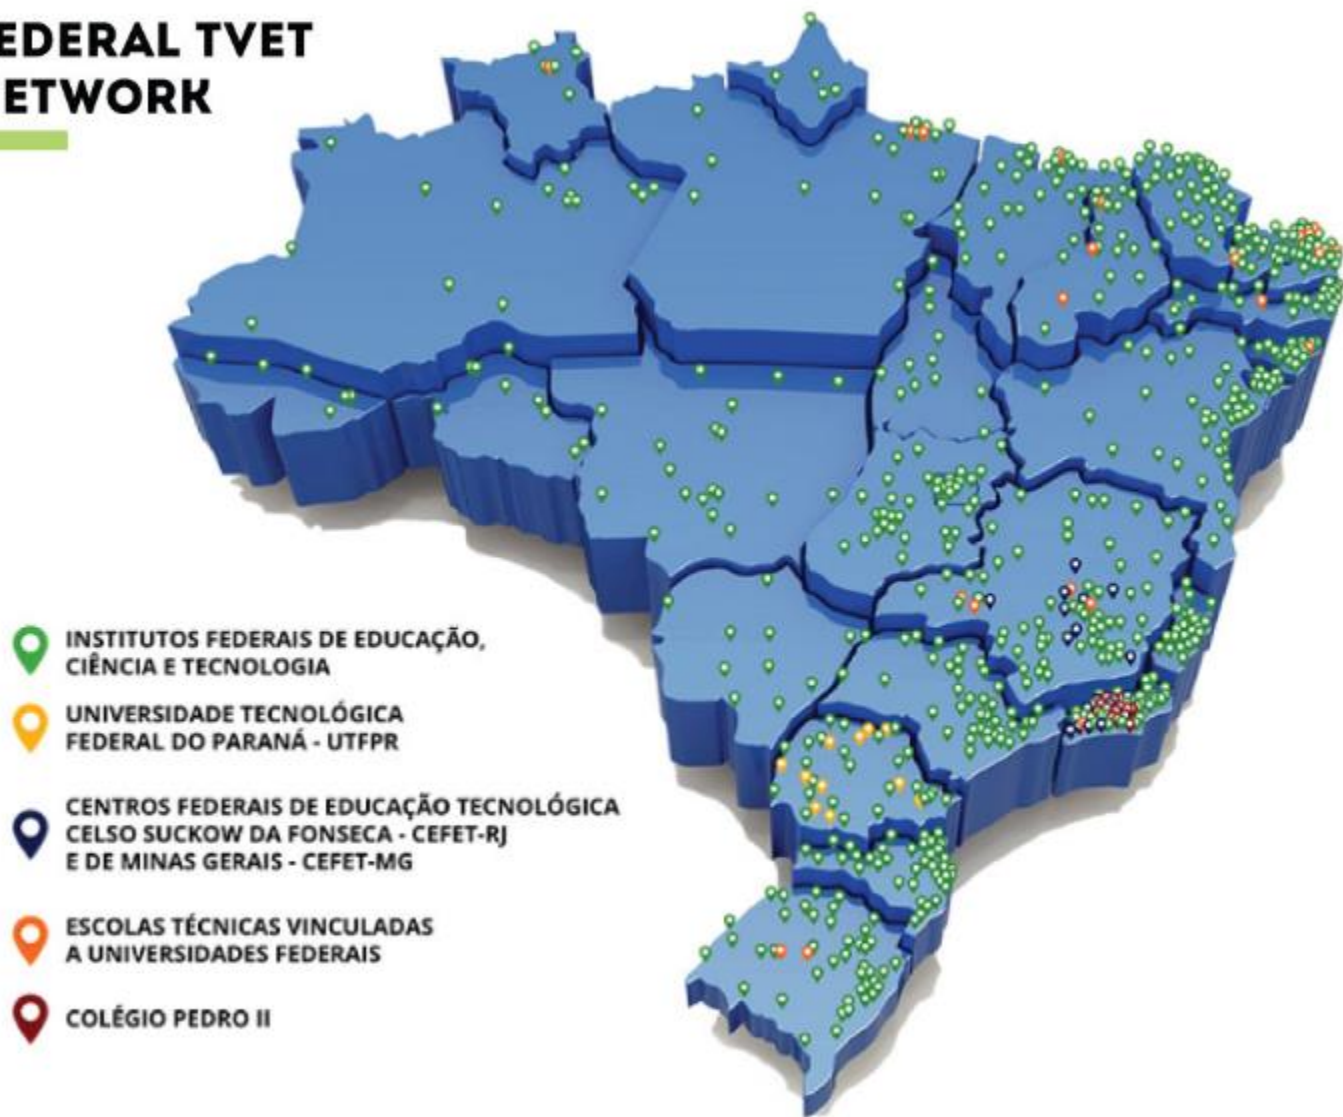 EDERAL TVET
ETWORK
INSTITUTOS FEDERAIS DE EDUCAÇÃO,
CIÊNCIA E TECNOLOGIA
UNIVERSIDADE TECNOLÓGICA
FEDERAL DO PARANÁ - UTFPR
CENTROS FEDERAIS DE EDUCAÇÃO TECNOLÓGICA
CELSO SUCKOW DA FONSECA - CEFET-RJ
E DE MINAS GERAIS - CEFET-MG
ESCOLAS TÉCNICAS VINCULADAS
A UNIVERSIDADES FEDERAIS
COLÉGIO PEDRO II